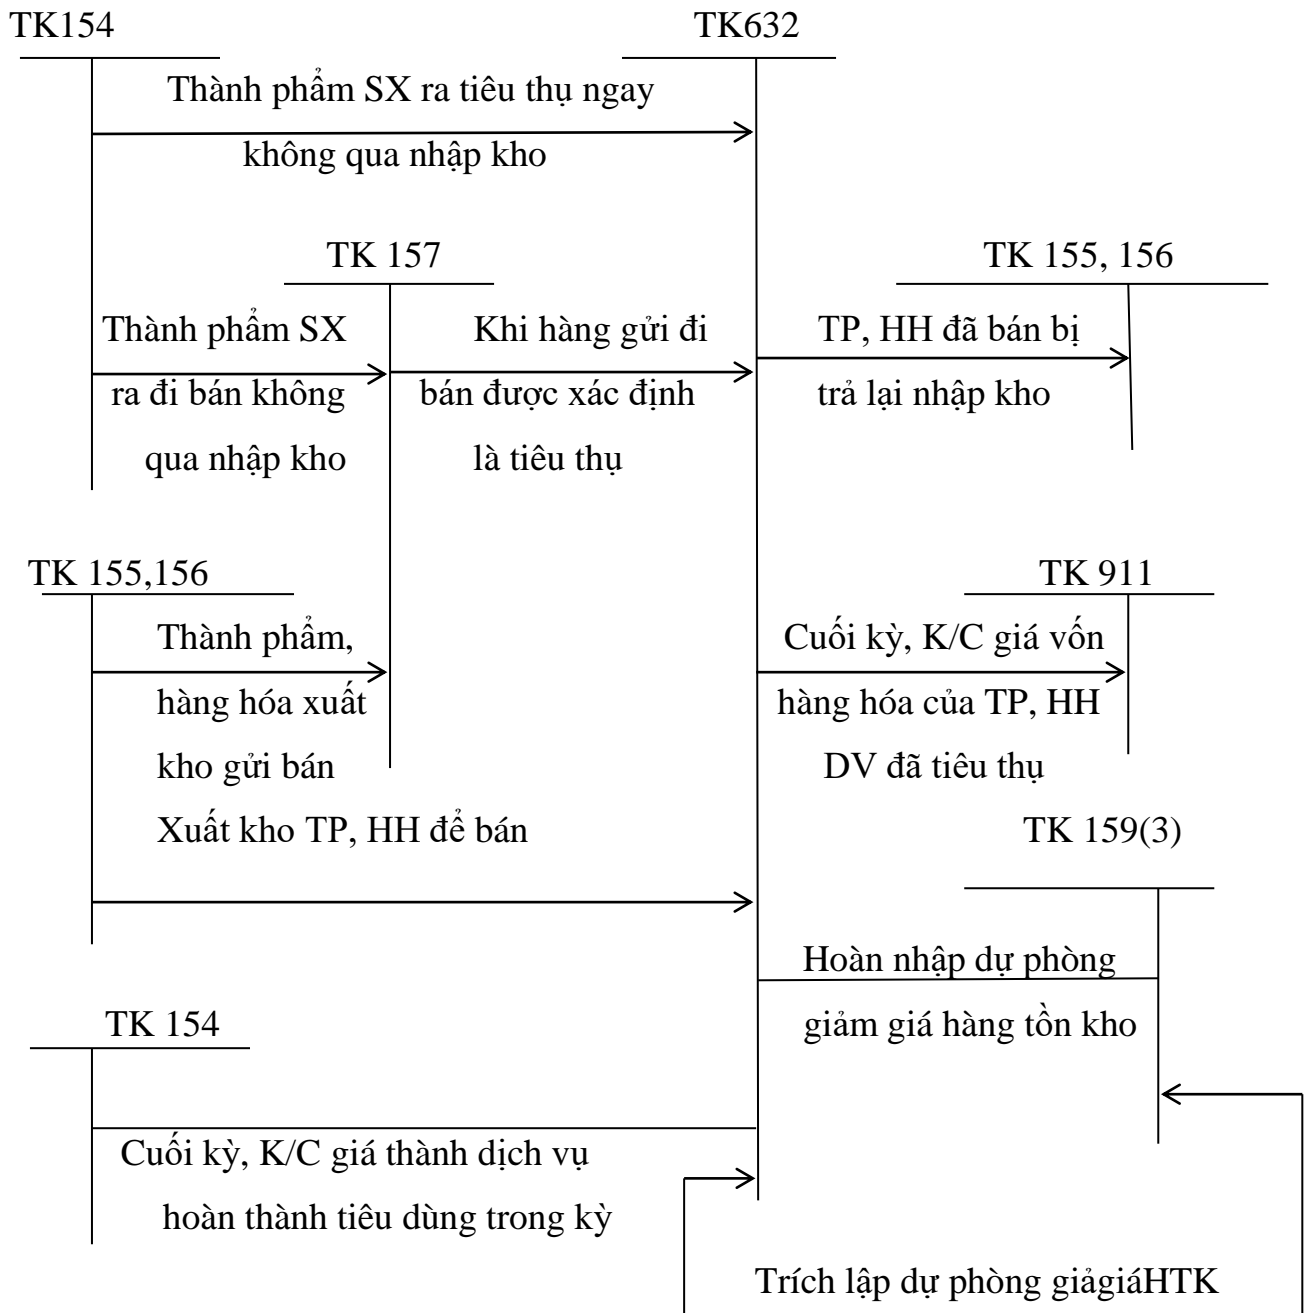 TK154
TK632
Thành phẩm SX ra tiêu thụ ngay
không qua nhập kho
TK 157
TK 155, 156
Thành phẩm SX
ra đi bán không
qua nhập kho
Khi hàng gửi đi
bán được xác định
là tiêu thụ
TP, HH đã bán bị
trả lại nhập kho
TK 155,156
TK 911
Thành phẩm,
hàng hóa xuất
kho gửi bán
Cuối kỳ, K/C giá vốn
hàng hóa của TP, HH
DV đã tiêu thụ
Xuất kho TP, HH để bán
TK 159(3)
Hoàn nhập dự phòng
giảm giá hàng tồn kho
TK 154
Cuối kỳ, K/C giá thành dịch vụ
hoàn thành tiêu dùng trong kỳ
Trích lập dự phòng giảgiáHTK